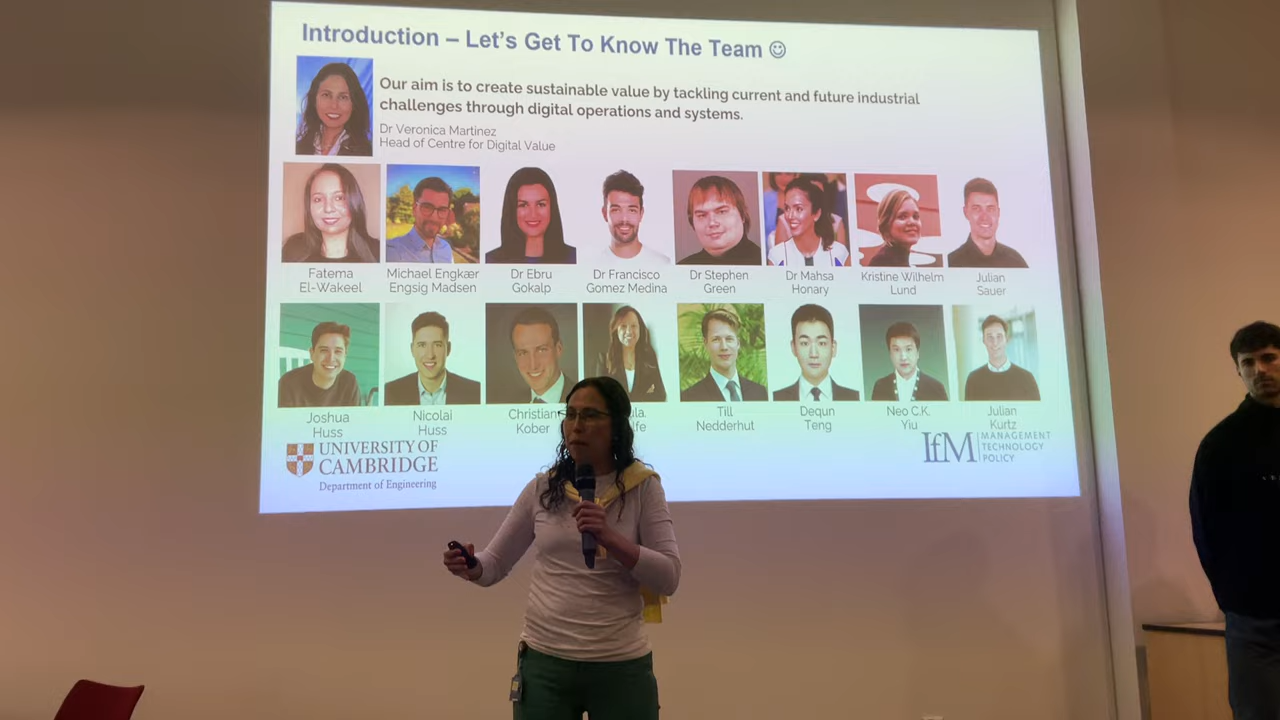 Introduction – Let's Get To Know The Team ☺
Our aim is to create sustainable value by tackling current and future industrial
challenges through digital operations and systems.
Dr Veronica Martinez
Head of Centre for Digital Value
Fatema
El-Wakeel
Michael Engkær
Engsig Madsen
Dr Ebru
Gokalp
Dr Francisco
Gomez Medina
Dr Stephen
Green
Dr Mahsa
Honary
Kristine Wilhelm
Lund
Julian
Sauer
Joshua
Huss
Nicolai
Huss
Christian
Kober
Till
Nedderhut
Dequn
Teng
Neo C.K.
Yiu
Julian
Kurtz
UNIVERSITY OF
CAMBRIDGE
Department of Engineering
IfM
MANAGEMENT
TECHNOLOGY
POLICY